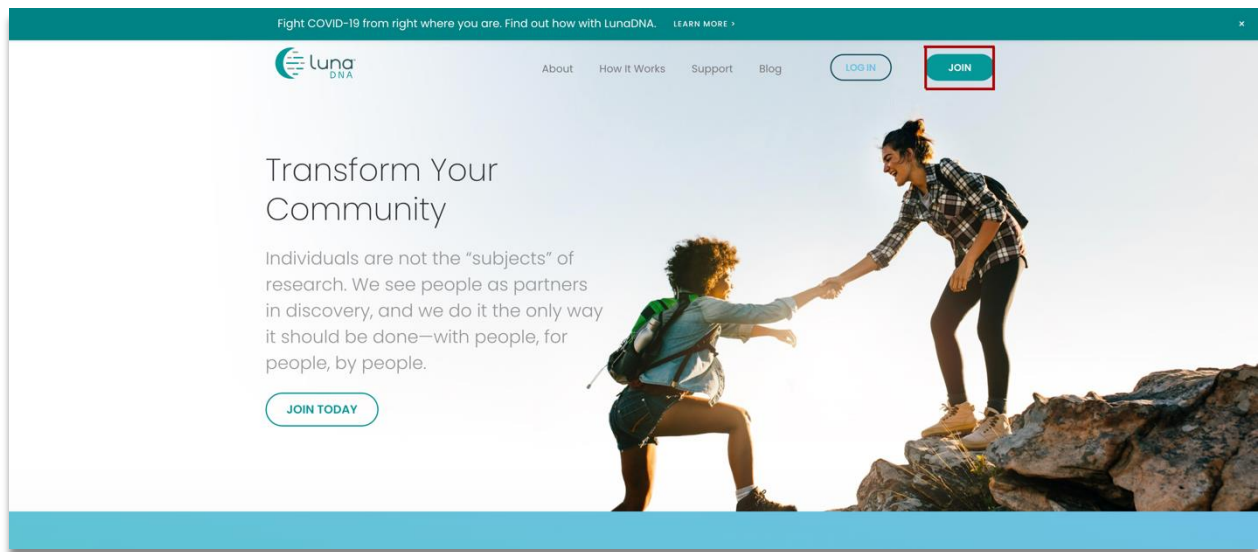 Fight COVID-19 from right where you are. Find out how with LunaDNA. LEARN MORE > ×
luna DNA
About How It Works Support Blog LOG IN JOIN
Transform Your
Community
Individuals are not the “subjects” of
research. We see people as partners
in discovery, and we do it the only way
it should be done—with people, for
people, by people.
JOIN TODAY